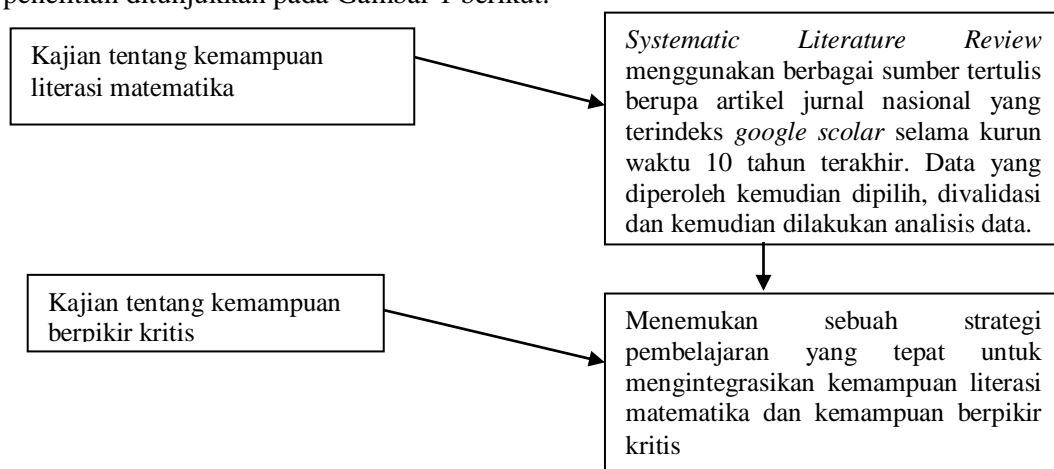 penelitian ditunjukkan pada Gambar 1 berikut.
Kajian tentang kemampuan
literasi matematika
Systematic Literature Review
menggunakan berbagai sumber tertulis
berupa artikel jurnal nasional yang
terindeks google scolar selama kurun
waktu 10 tahun terakhir. Data yang
diperoleh kemudian dipilih, divalidasi
dan kemudian dilakukan analisis data.
Kajian tentang kemampuan
berpikir kritis
Menemukan sebuah strategi
pembelajaran yang tepat untuk
mengintegrasikan kemampuan literasi
matematika dan kemampuan berpikir
kritis